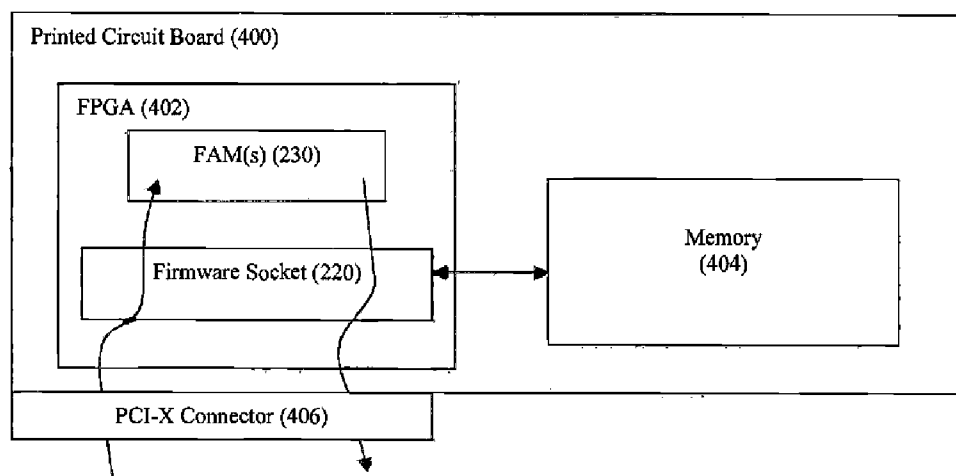 Printed Circuit Board (400)
FPGA (402)
FAM(s) (230)
Firmware Socket (220)
Memory
(404)
PCI-X Connector (406)